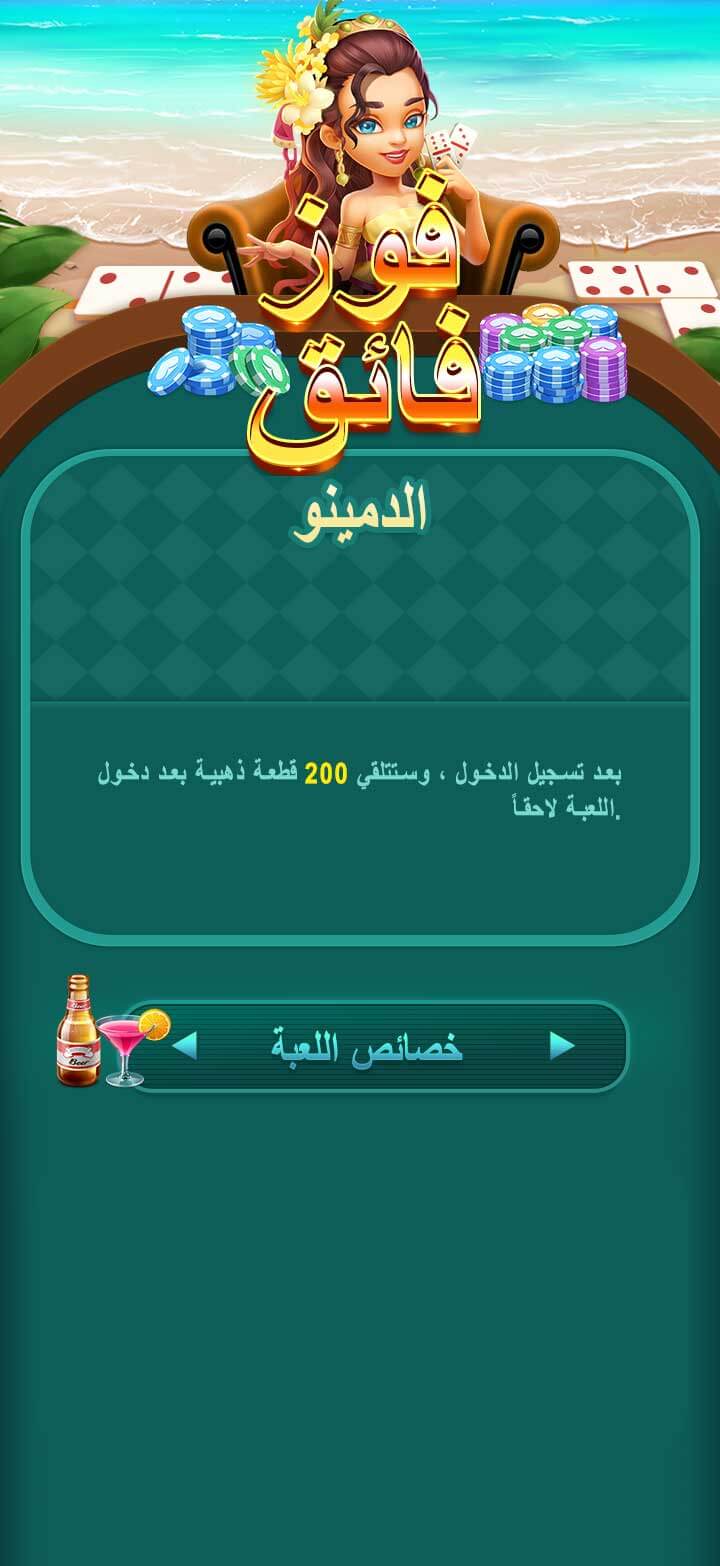 فوز
فائق
الدمينو
بعد تسجيل الدخول ، وستتلقي 200 قطعة ذهبية بعد دخول
اللعبة لاحقاً.
Beer
خصائص اللعبة